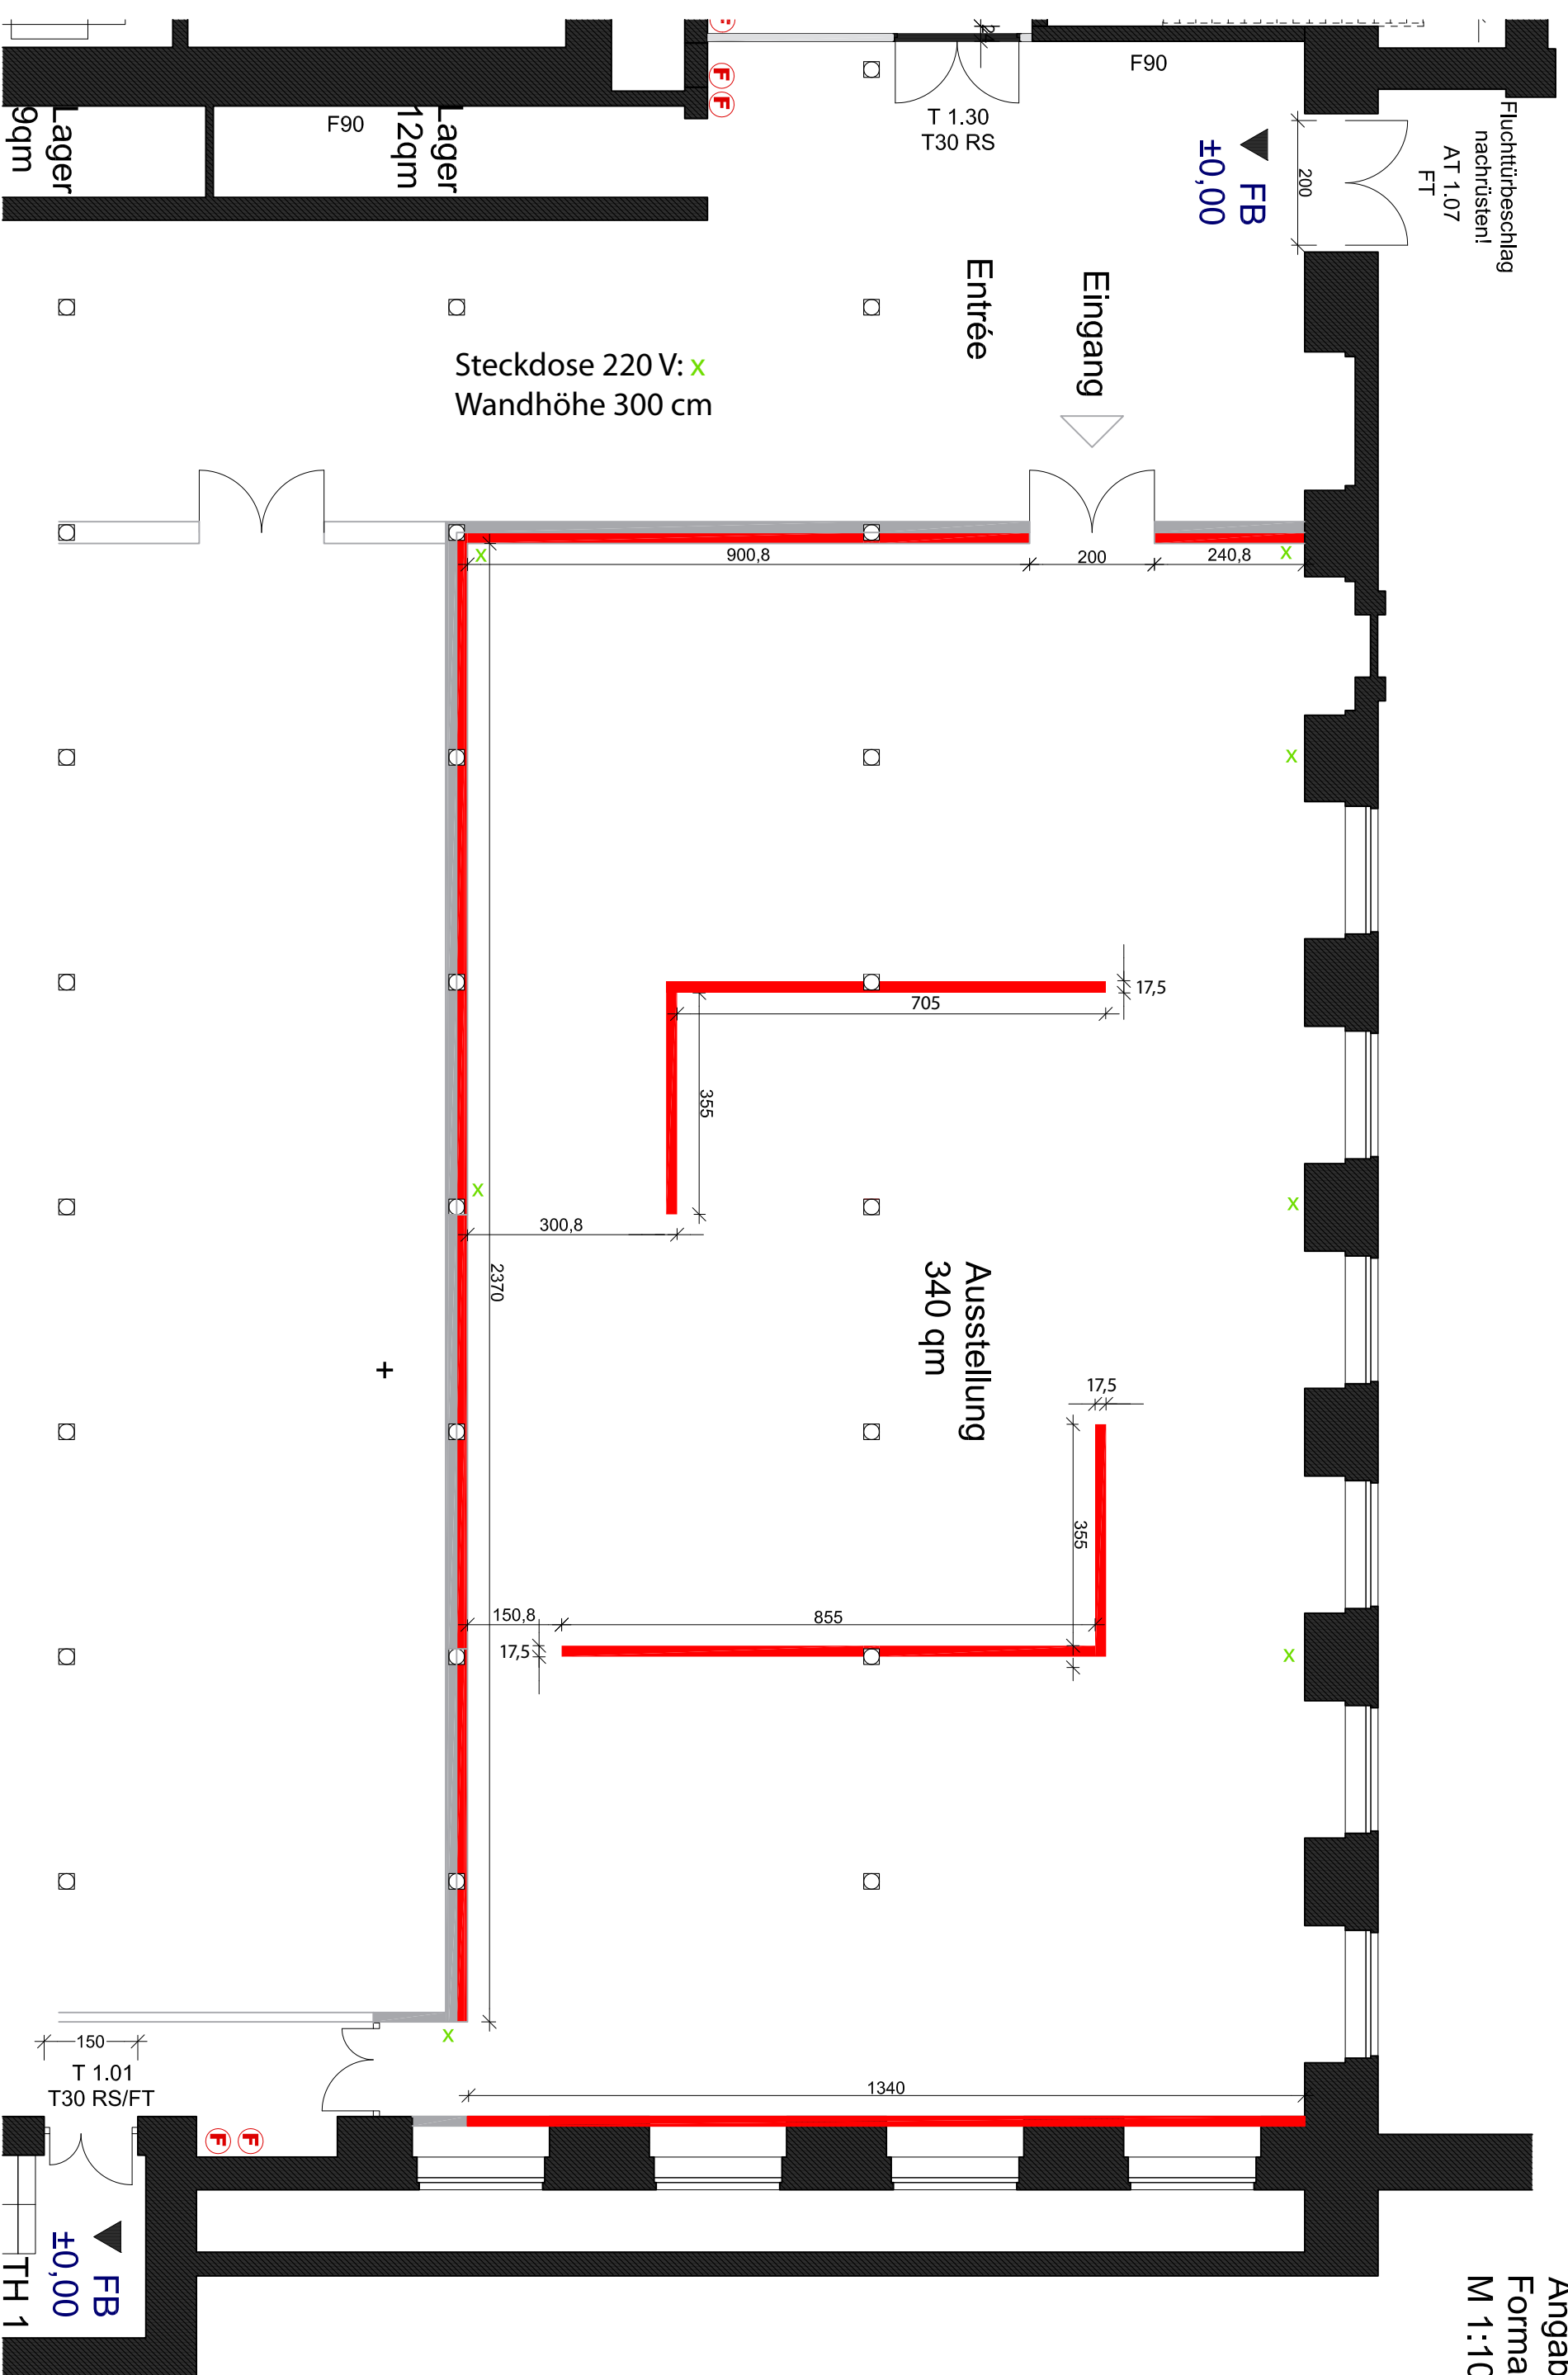 F
F
F
24
F90
T 1.30
T30 RS
Fluchttürbeschlag
nachrüsten!
AT 1.07
FT
200
FB
±0,00
Lager
12qm
F90
Lager
9qm
Eingang
Entrée
Steckdose 220 V: x
Wandhöhe 300 cm
x
900,8
200
240,8
x
x
17,5
705
355
x
x
300,8
2370
Ausstellung
340 qm
+
17,5
355
150,8
855
17,5
x
x
150
T 1.01
T30 RS/FT
1340
F
F
FB
±0,00
TH 1
M 1:10